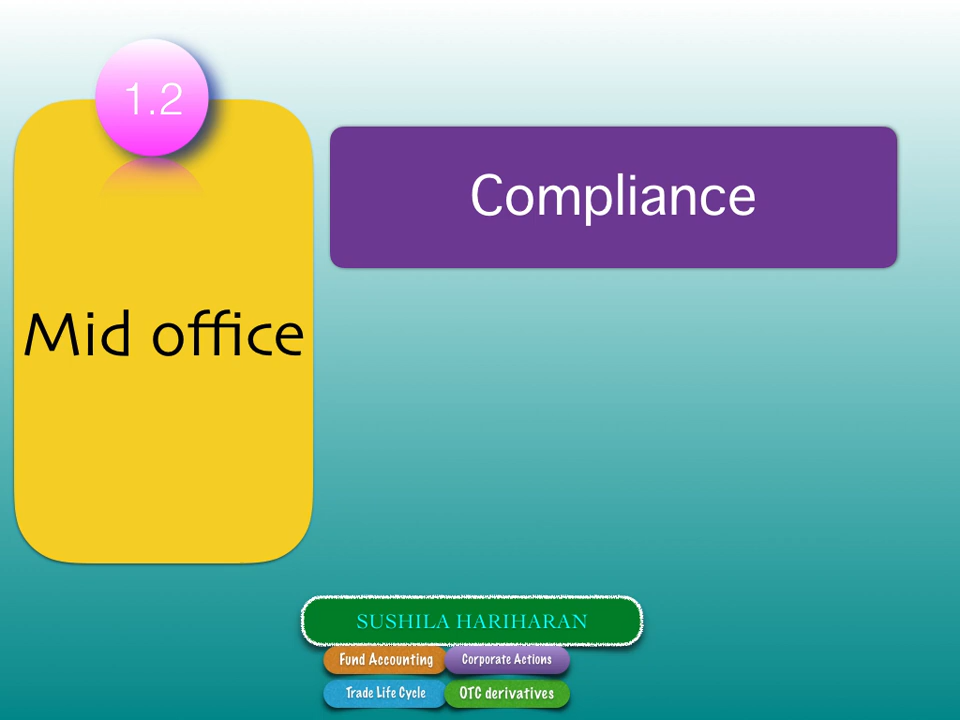 1.2
Mid office
Compliance
SUSHILA HARIHARAN
Fund Accounting
Corporate Actions
Trade Life Cycle
OTC derivatives